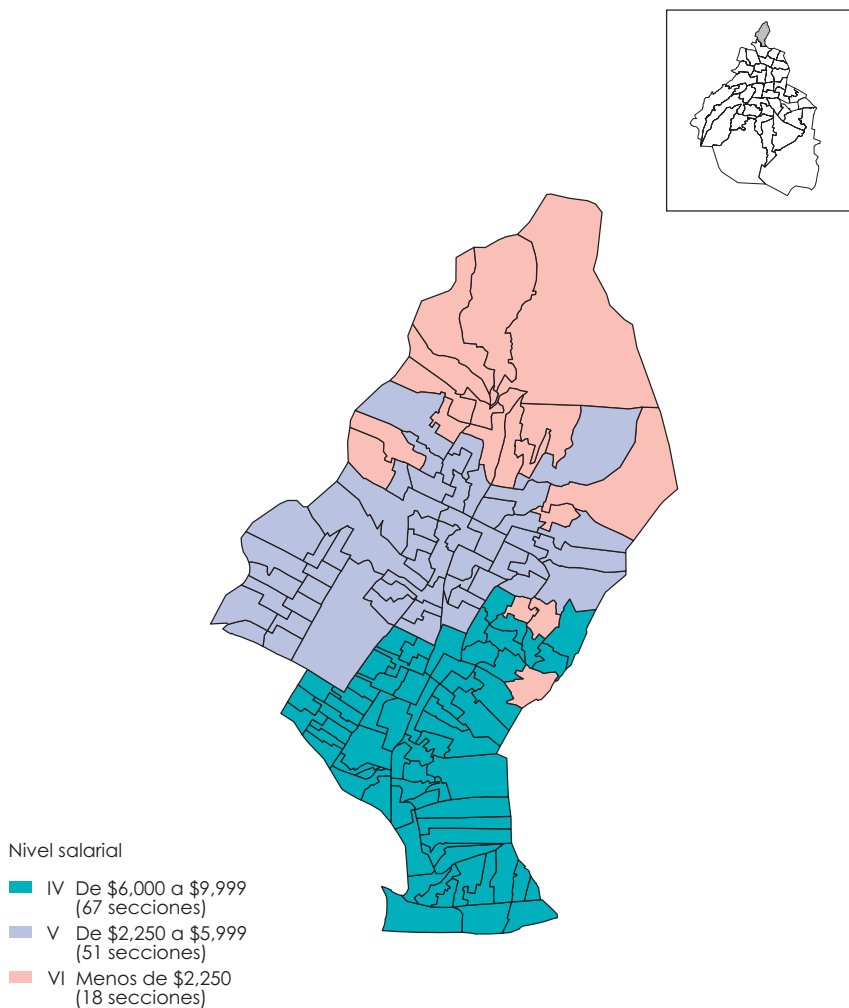 Nivel salarial
IV De $6,000 a $9,999
(67 secciones)
V De $2,250 a $5,999
(51 secciones)
VI Menos de $2,250
(18 secciones)